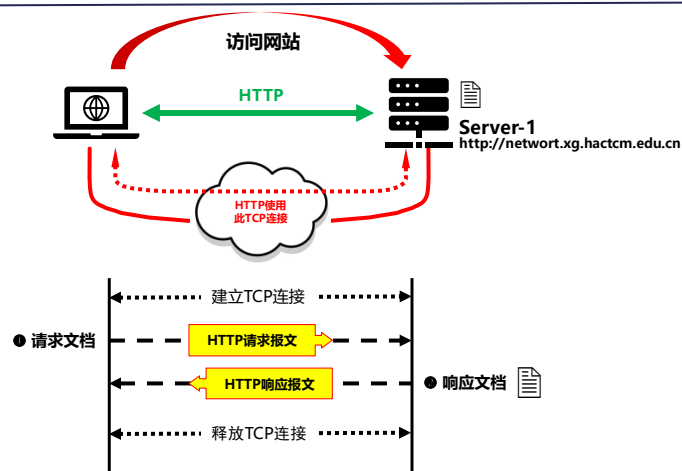 访问网站
HTTP
Server-1
http://networt.xg.hactcm.edu.cn
HTTP使用
此TCP连接
建立TCP连接
❶ 请求文档
HTTP请求报文
HTTP响应报文
❷ 响应文档
释放TCP连接